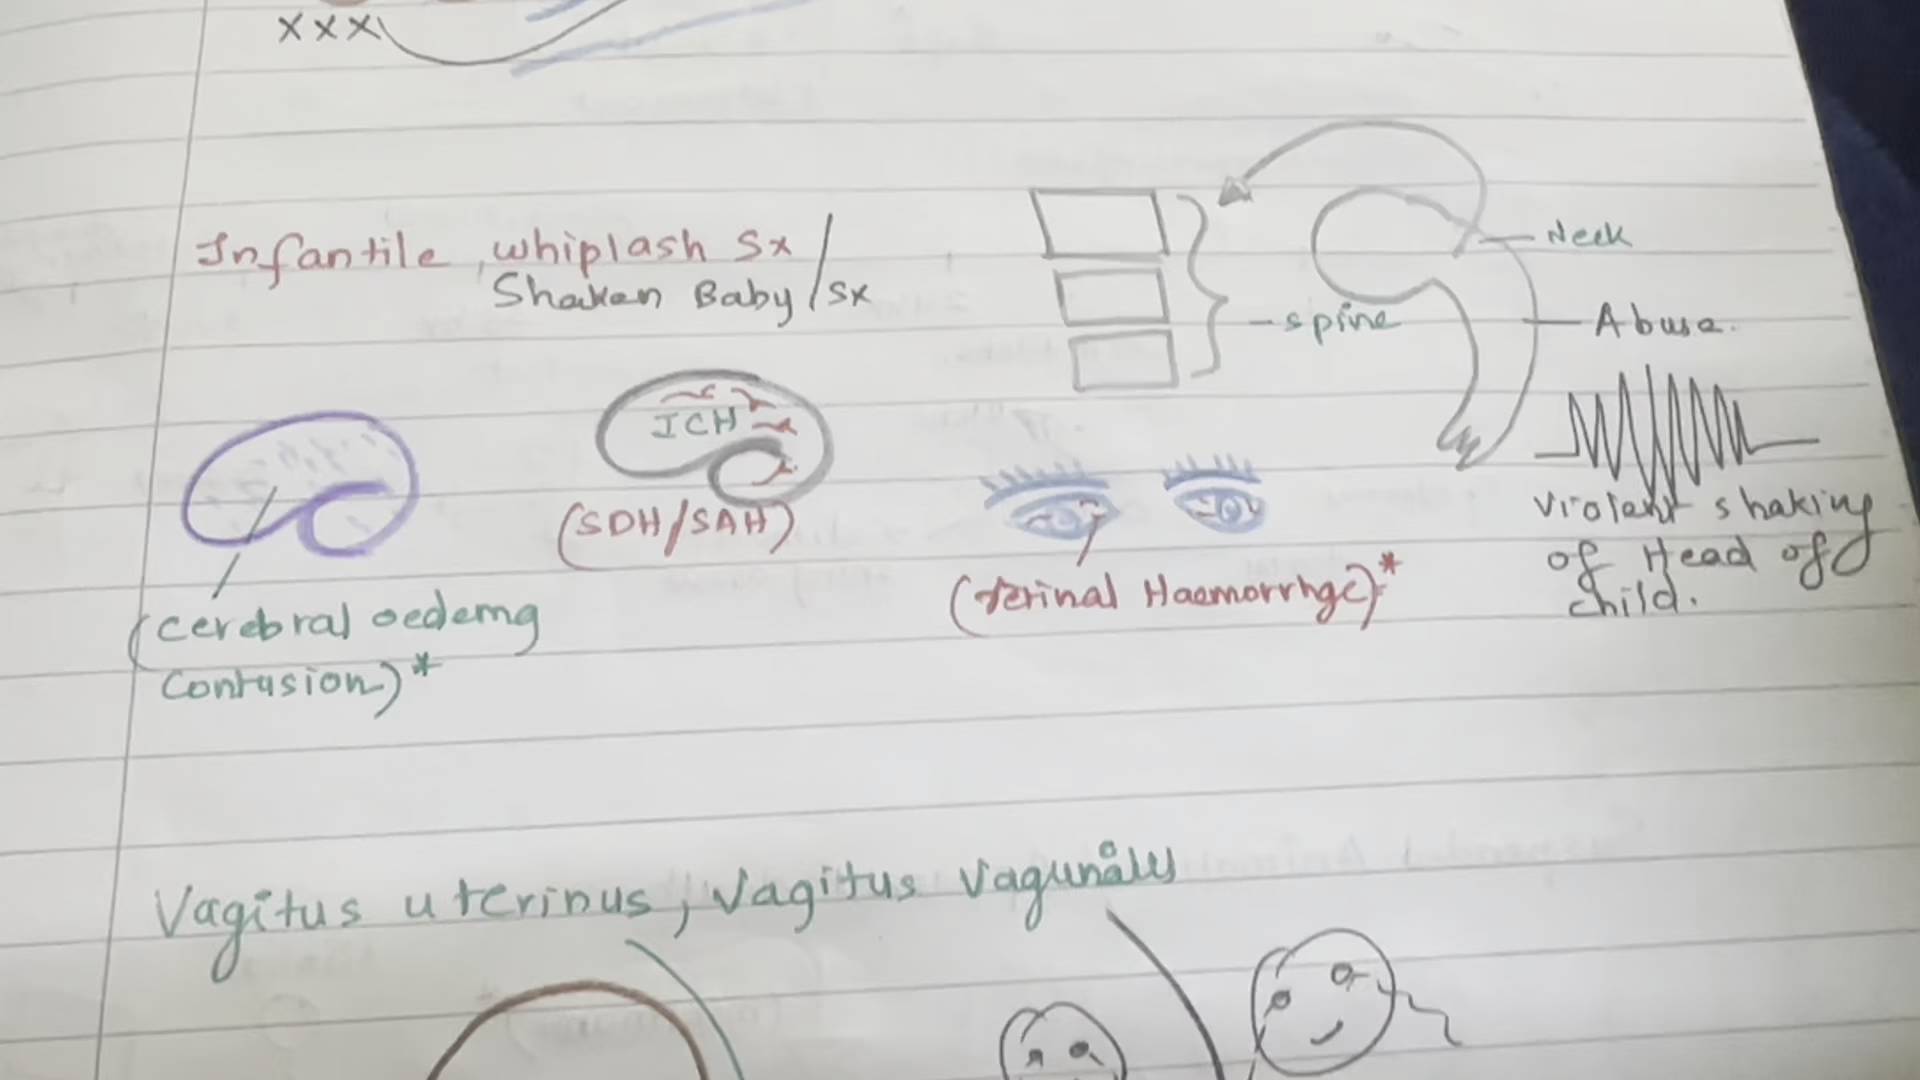 XXX
Infantile whiplash Sx/
Shaken Baby/Sx
Neck
spine
Abuse.
ICH
(SDH/SAH)
violent shaking
of Head of
child.
(retinal Haemorrhge)*
(cerebral oedema
Contusion)*
Vagitus uterinus, Vagitus Vagunalis